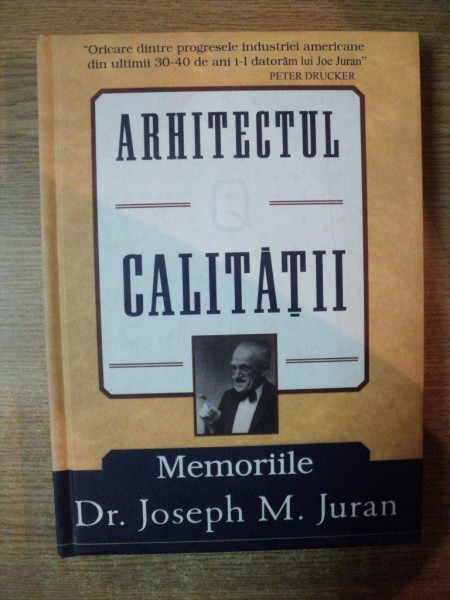 "Oricare dintre progresele industriei americane
din ultimii 30-40 de ani i-l datorăm lui Joe Juran"
PETER DRUCKER
ARHITECTUL
Q
CALITĂŢII
Memoriile
Dr. Joseph M. Juran